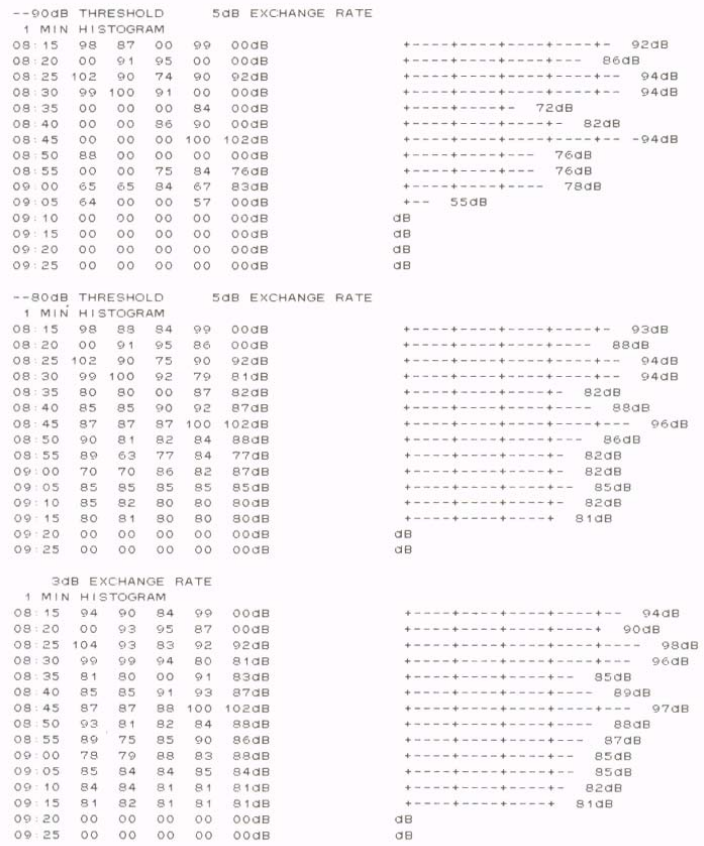 --90dB THRESHOLD 5dB EXCHANGE RATE
1 MIN HISTOGRAM
08:15 98 87 00 99 00dB +----+----+----+----+- 92dB
08:20 00 91 95 00 00dB +----+----+----+--- 86dB
08:25 102 90 74 90 92dB +----+----+----+----+-- 94dB
08:30 99 100 91 00 00dB +----+----+----+----+-- 94dB
08:35 00 00 00 84 00dB +----+----+- 72dB
08:40 00 00 86 90 00dB +----+----+----+- 82dB
08:45 00 00 00 100 102dB +----+----+----+----+-- -94dB
08:50 88 00 00 00 00dB +----+----+--- 76dB
08:55 00 00 75 84 76dB +----+----+--- 76dB
09:00 65 65 84 67 83dB +----+----+---- 78dB
09:05 64 00 00 57 00dB +-- 55dB
09:10 00 00 00 00 00dB dB
09:15 00 00 00 00 00dB dB
09:20 00 00 00 00 00dB dB
09:25 00 00 00 00 00dB dB
--80dB THRESHOLD 5dB EXCHANGE RATE
1 MIN HISTOGRAM
08:15 98 88 84 99 00dB +----+----+----+----+- 93dB
08:20 00 91 95 86 00dB +----+----+----+---- 88dB
08:25 102 90 75 90 92dB +----+----+----+----+-- 94dB
08:30 99 100 92 79 81dB +----+----+----+----+-- 94dB
08:35 80 80 00 87 82dB +----+----+----+- 82dB
08:40 85 85 90 92 87dB +----+----+----+---- 88dB
08:45 87 87 87 100 102dB +----+----+----+----+--- 96dB
08:50 90 81 82 84 88dB +----+----+----+--- 86dB
08:55 89 63 77 84 77dB +----+----+----+- 82dB
09:00 70 70 86 82 87dB +----+----+----+- 82dB
09:05 85 85 85 85 85dB +----+----+----+-- 85dB
09:10 85 82 80 80 80dB +----+----+----+- 82dB
09:15 80 81 80 80 80dB +----+----+----+ 81dB
09:20 00 00 00 00 00dB dB
09:25 00 00 00 00 00dB dB
3dB EXCHANGE RATE
1 MIN HISTOGRAM
08:15 94 90 84 99 00dB +----+----+----+----+-- 94dB
08:20 00 93 95 87 00dB +----+----+----+----+ 90dB
08:25 104 93 83 92 92dB +----+----+----+----+---- 98dB
08:30 99 99 94 80 81dB +----+----+----+----+--- 96dB
08:35 81 80 00 91 83dB +----+----+----+-- 85dB
08:40 85 85 91 93 87dB +----+----+----+---- 89dB
08:45 87 87 88 100 102dB +----+----+----+----+--- 97dB
08:50 93 81 82 84 88dB +----+----+----+---- 88dB
08:55 89 75 85 90 86dB +----+----+----+--- 87dB
09:00 78 79 88 83 88dB +----+----+----+-- 85dB
09:05 85 84 84 85 84dB +----+----+----+-- 85dB
09:10 84 84 81 81 81dB +----+----+----+- 82dB
09:15 81 82 81 81 81dB +----+----+----+ 81dB
09:20 00 00 00 00 00dB dB
09:25 00 00 00 00 00dB dB